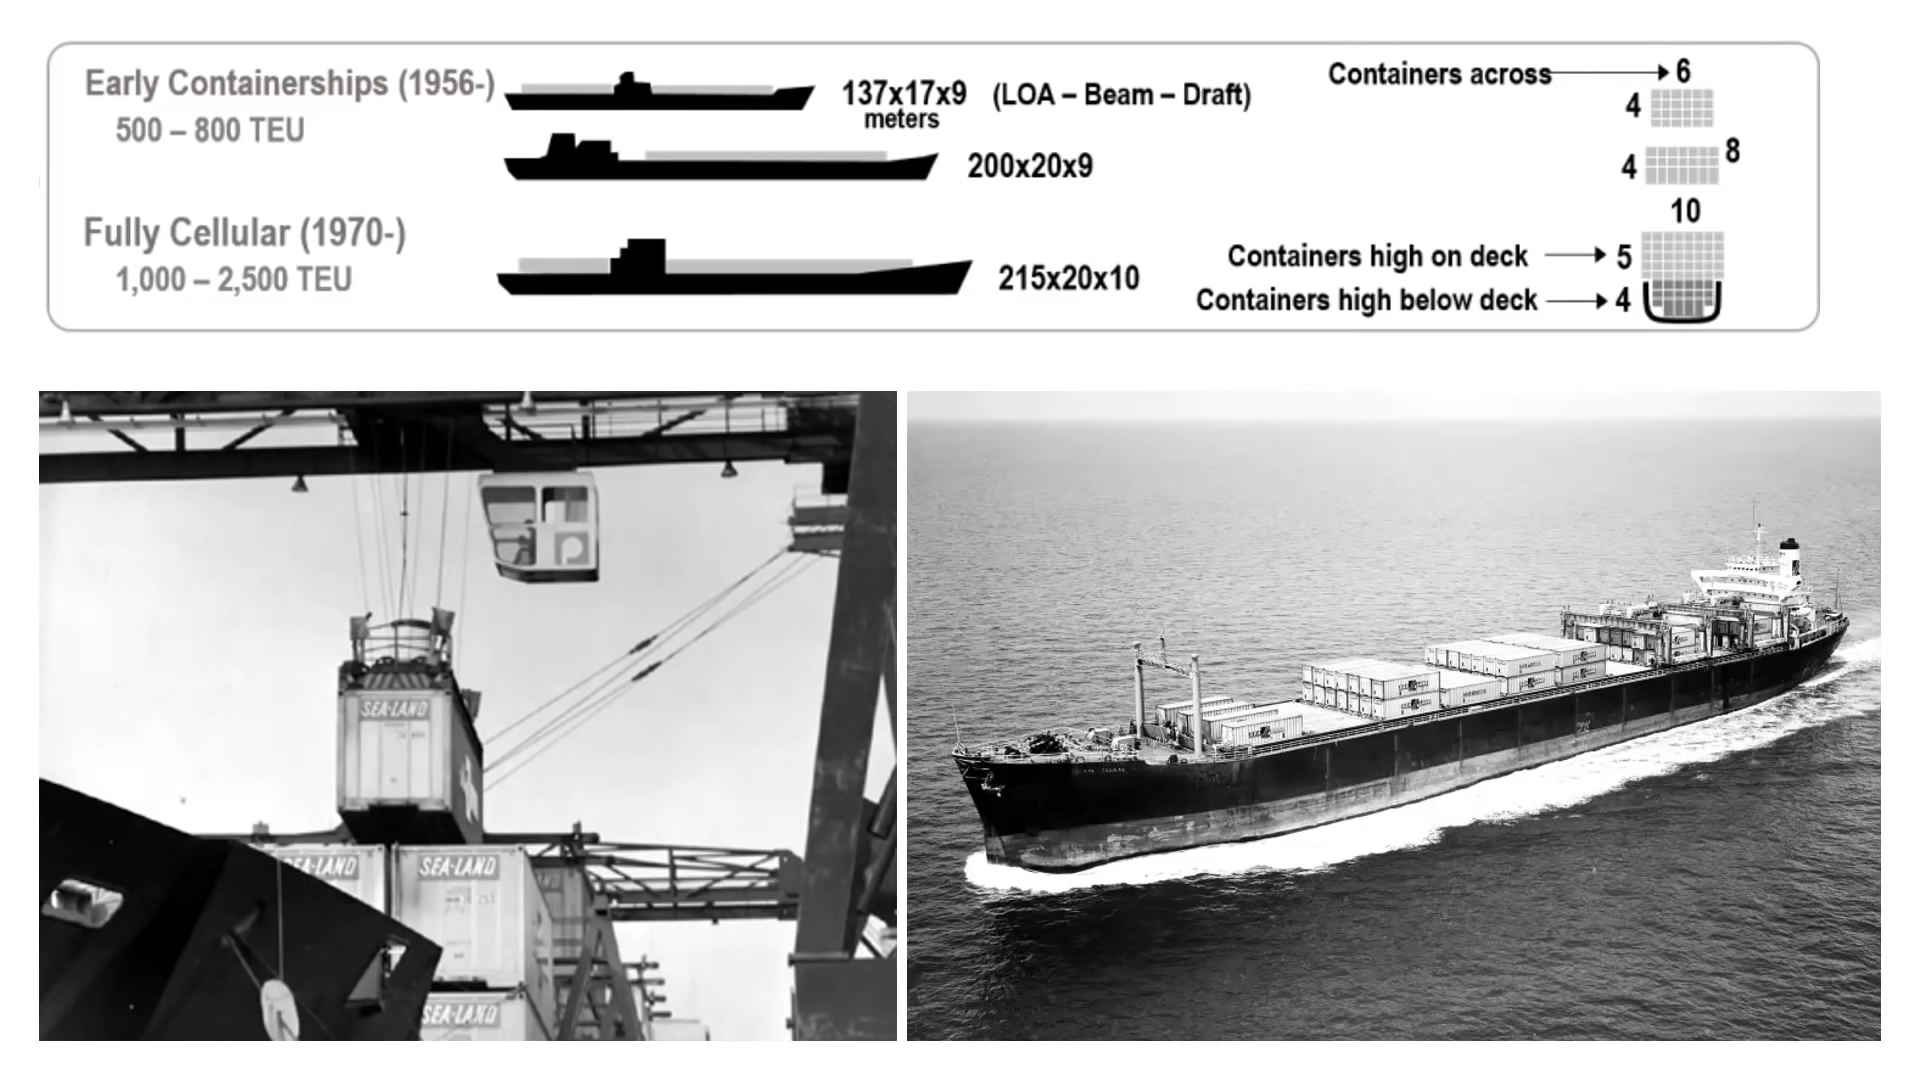 Early Containerships (1956-)
500 – 800 TEU
137x17x9 (LOA – Beam – Draft)
meters
200x20x9
Containers across 6
4
4 8
Fully Cellular (1970-)
1,000 – 2,500 TEU
215x20x10
10
Containers high on deck 5
Containers high below deck 4
SEA-LAND
SEA-LAND
SEA-LAND
SEA-LAND